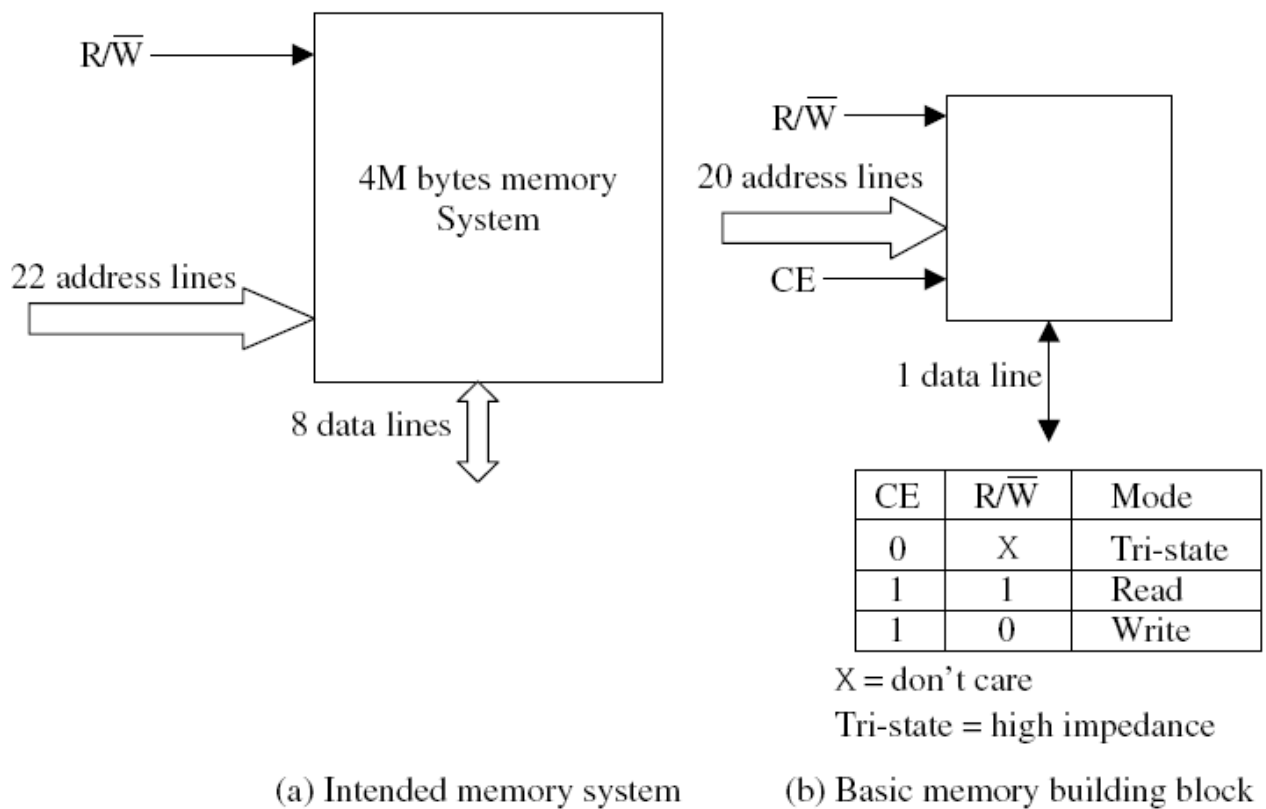 R/W̅
4M bytes memory
System
22 address lines
8 data lines
R/W̅
20 address lines
CE
1 data line
CE R/W̅ Mode
0 X Tri-state
1 1 Read
1 0 Write
X = don't care
Tri-state = high impedance
(a) Intended memory system
(b) Basic memory building block